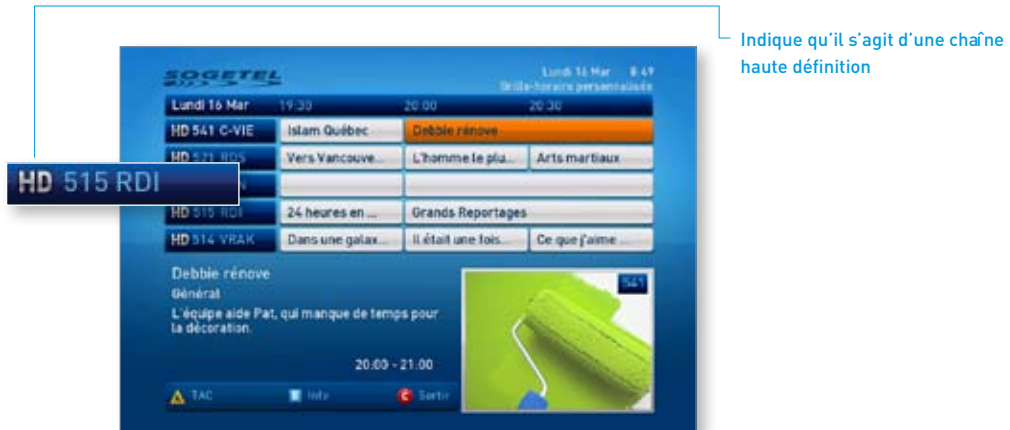 Indique qu'il s'agit d'une chaîne
haute définition
SOGETEL
Lundi 16 Mar 8:49
Grille-horaire personnalisée
Lundi 16 Mar 19:30 20:00 20:30
HD 541 C-VIE Islam Québec Debbie rénove
HD 521 RDS Vers Vancouve... L'homme le plu... Arts martiaux
HD 515 RDI
N
HD 515 RDI 24 heures en ... Grands Reportages
HD 514 VRAK Dans une galax... Il était une fois... Ce que j'aime ...
Debbie rénove
541
Général
L'équipe aide Pat, qui manque de temps pour
la décoration.
20:00 - 21:00
TAC Info C Sortir